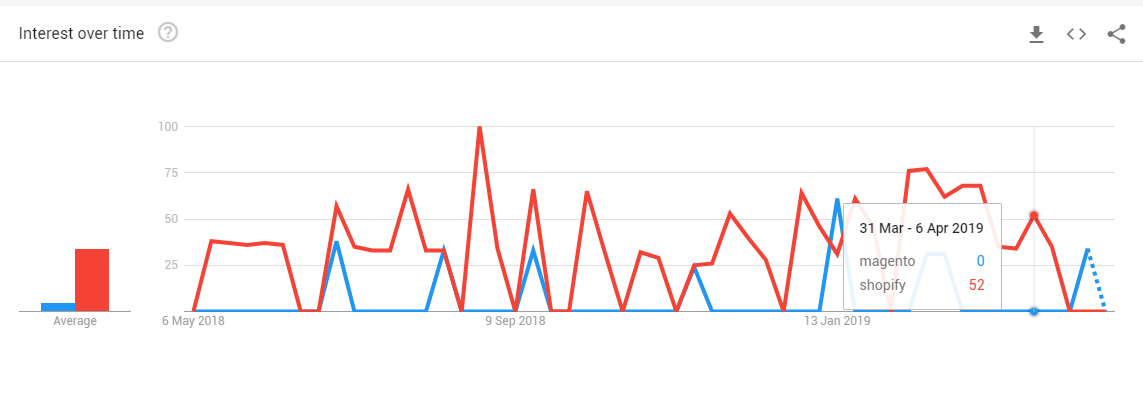 Interest over time
100
75
50
25
Average
6 May 2018
9 Sep 2018
13 Jan 2019
31 Mar - 6 Apr 2019
magento 0
shopify 52